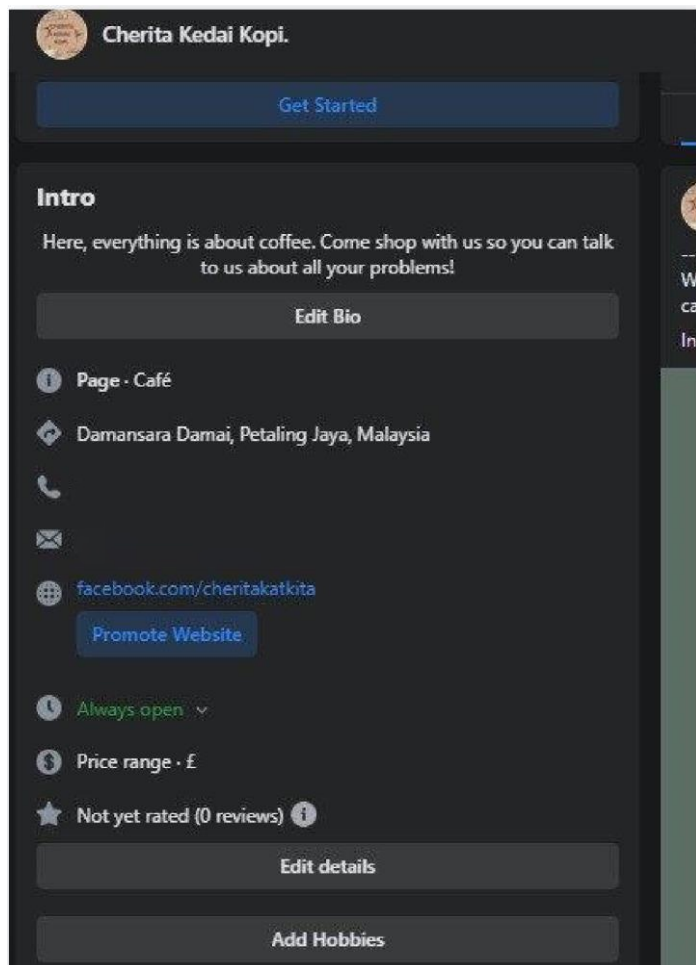 Cherita Kedai Kopi.
Get Started
Intro
Here, everything is about coffee. Come shop with us so you can talk
to us about all your problems!
Edit Bio
Page · Café
Damansara Damai, Petaling Jaya, Malaysia
facebook.com/cheritakatkita
Promote Website
Always open
Price range · £
Not yet rated (0 reviews)
Edit details
Add Hobbies
--
W
ca
In